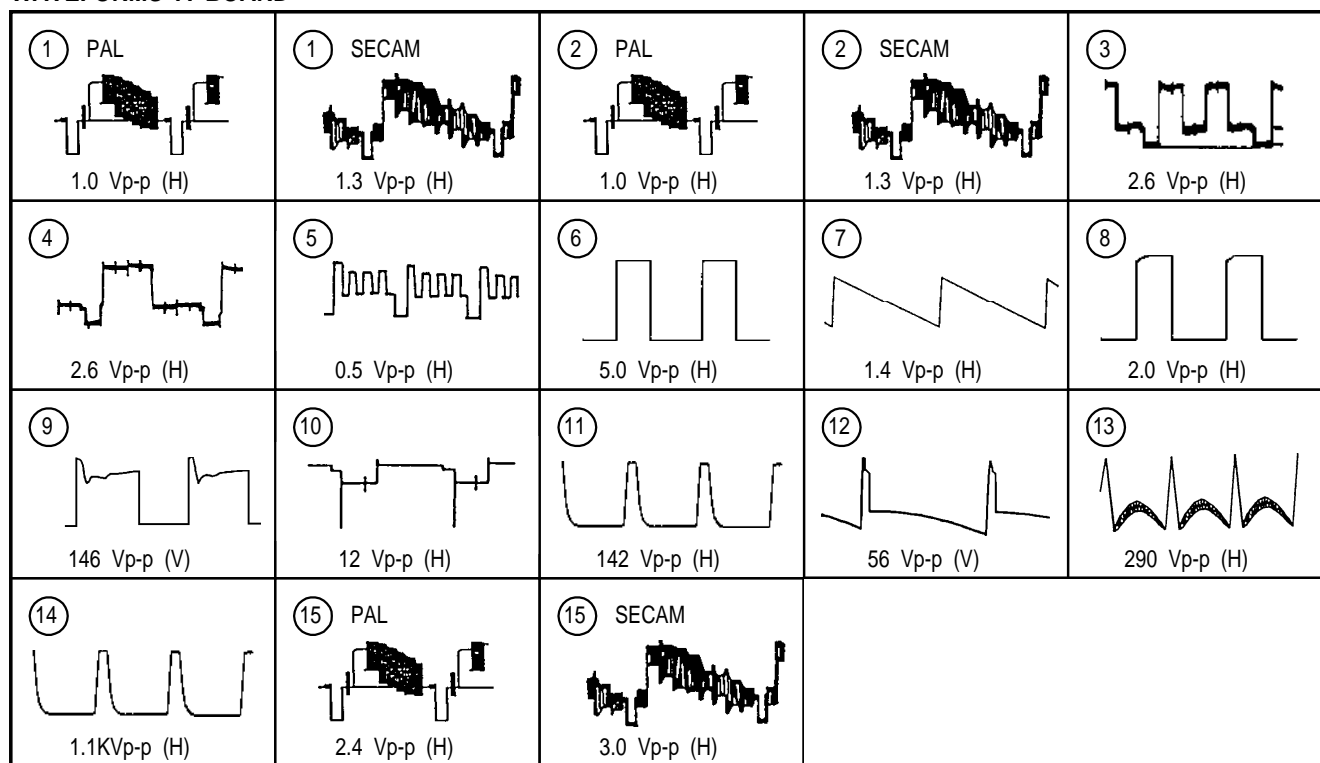 1 PAL
1.0 Vp-p (H)
1 SECAM
1.3 Vp-p (H)
2 PAL
1.0 Vp-p (H)
2 SECAM
1.3 Vp-p (H)
3
2.6 Vp-p (H)
4
2.6 Vp-p (H)
5
0.5 Vp-p (H)
6
5.0 Vp-p (H)
7
1.4 Vp-p (H)
8
2.0 Vp-p (H)
9
146 Vp-p (V)
10
12 Vp-p (H)
11
142 Vp-p (H)
12
56 Vp-p (V)
13
290 Vp-p (H)
14
1.1KVp-p (H)
15 PAL
2.4 Vp-p (H)
15 SECAM
3.0 Vp-p (H)